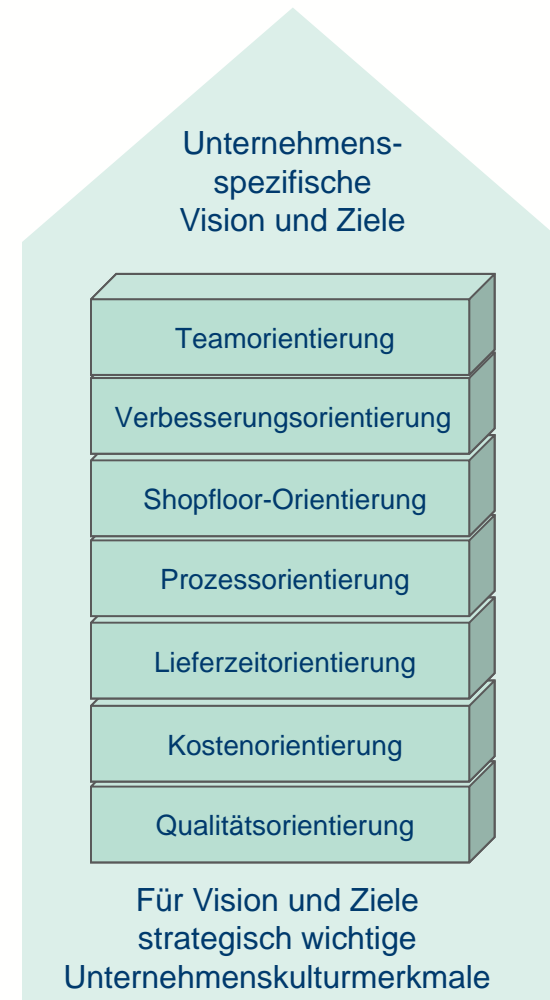 Unternehmens-
spezifische
Vision und Ziele
Teamorientierung
Verbesserungsorientierung
Shopfloor-Orientierung
Prozessorientierung
Lieferzeitorientierung
Kostenorientierung
Qualitätsorientierung
Für Vision und Ziele
strategisch wichtige
Unternehmenskulturmerkmale